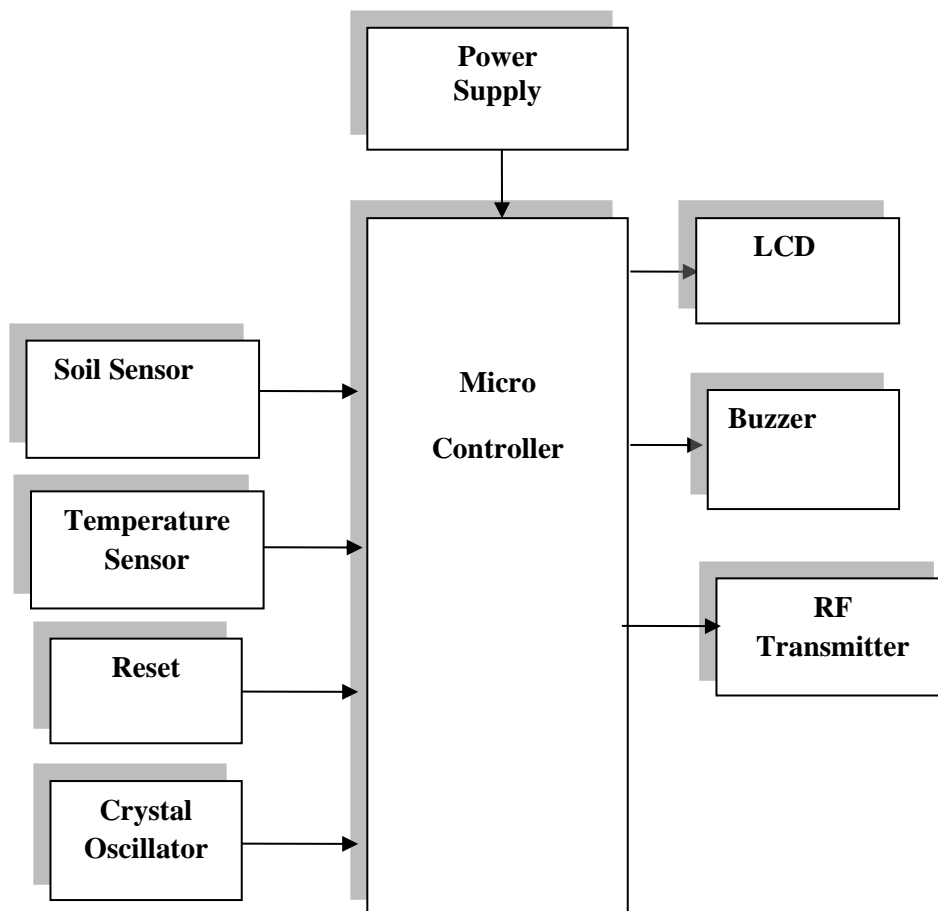 Power
Supply
LCD
Soil Sensor
Micro
Controller
Buzzer
Temperature
Sensor
RF
Transmitter
Reset
Crystal
Oscillator